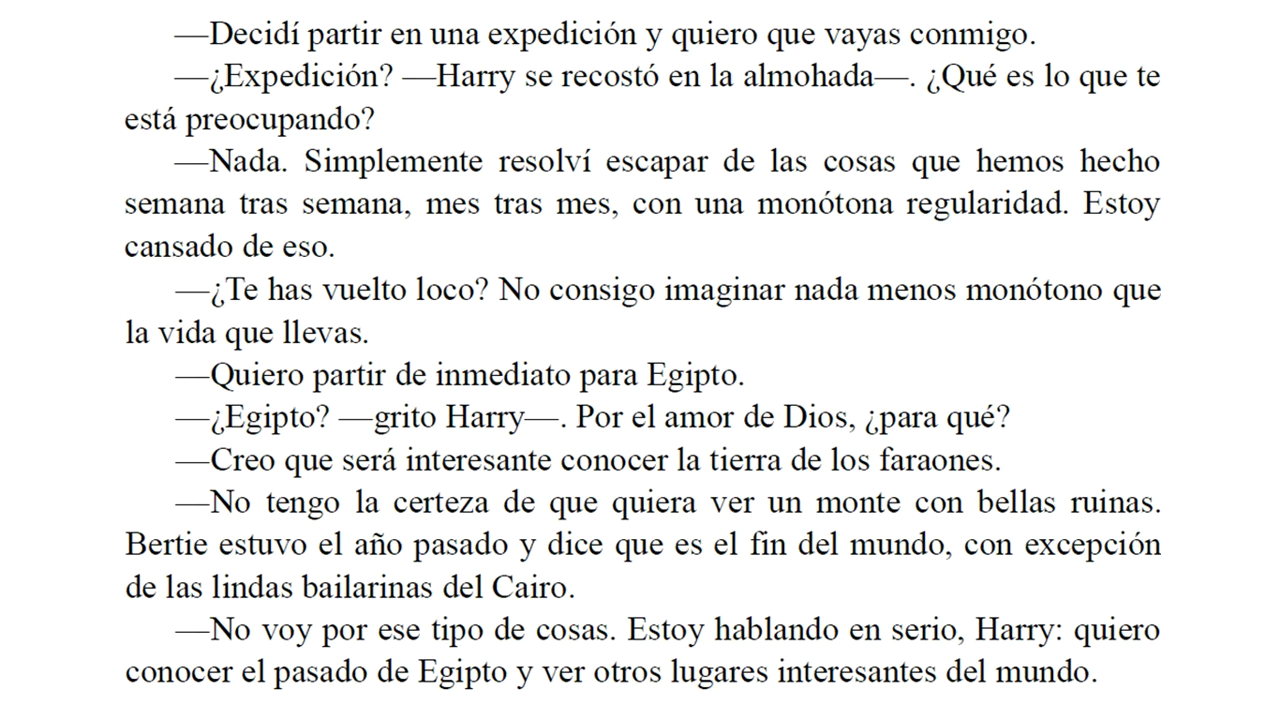 —Decidí partir en una expedición y quiero que vayas conmigo.
—¿Expedición? —Harry se recostó en la almohada—. ¿Qué es lo que te
está preocupando?
—Nada. Simplemente resolví escapar de las cosas que hemos hecho
semana tras semana, mes tras mes, con una monótona regularidad. Estoy
cansado de eso.
—¿Te has vuelto loco? No consigo imaginar nada menos monótono que
la vida que llevas.
—Quiero partir de inmediato para Egipto.
—¿Egipto? —grito Harry—. Por el amor de Dios, ¿para qué?
—Creo que será interesante conocer la tierra de los faraones.
—No tengo la certeza de que quiera ver un monte con bellas ruinas.
Bertie estuvo el año pasado y dice que es el fin del mundo, con excepción
de las lindas bailarinas del Cairo.
—No voy por ese tipo de cosas. Estoy hablando en serio, Harry: quiero
conocer el pasado de Egipto y ver otros lugares interesantes del mundo.